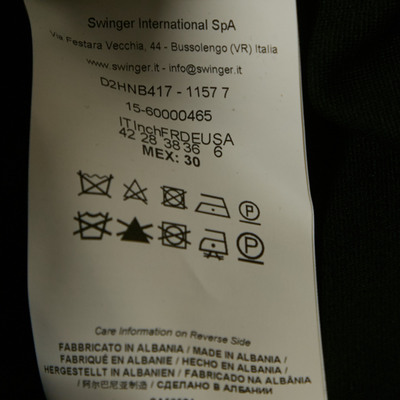 Swinger International SpA
Via Festara Vecchia, 44 - Bussolengo (VR) Italia
www.swinger.it - info@swinger.it
D2HNB417 - 1157 7
15-60000465
IT Inch FR DE USA
42 28 38 36 6
MEX: 30
P
P
Care Information on Reverse Side
FABBRICATO IN ALBANIA / MADE IN ALBANIA /
FABRIQUÉ EN ALBANIE / HECHO EN ALBANIA /
HERGESTELLT IN ALBANIEN / FABRICADO NA ALBÂNIA
/ 阿尔巴尼亚制成 / СДЕЛАНО В АЛБАНИИ